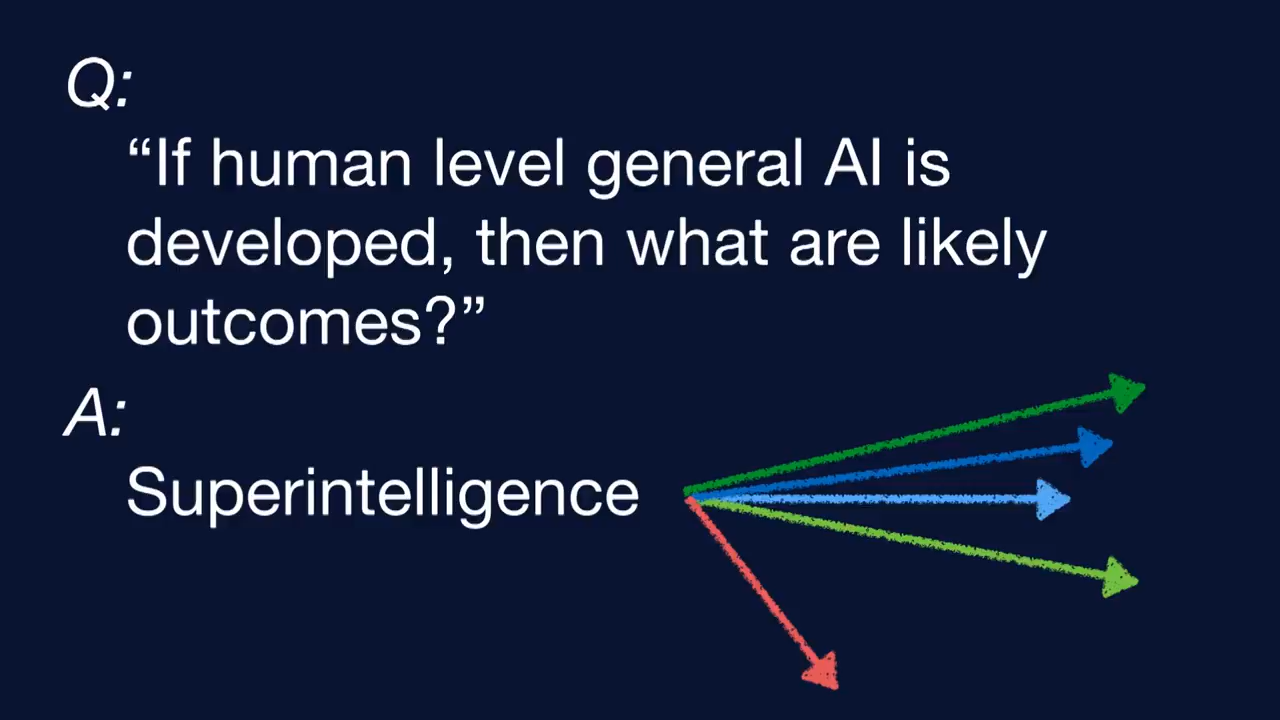 Q:
“If human level general AI is
developed, then what are likely
outcomes?”
A:
Superintelligence